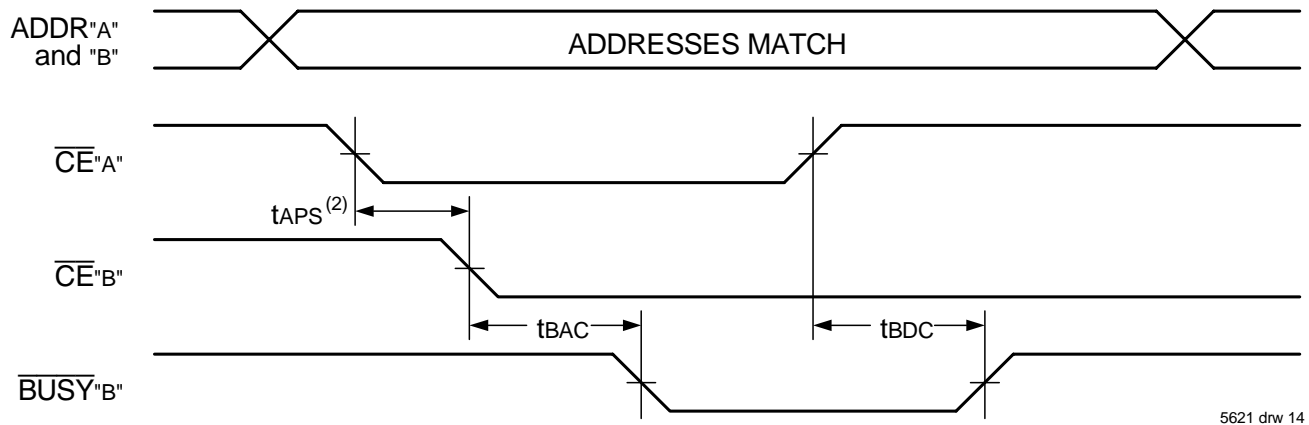 ADDR"A"
and "B"
ADDRESSES MATCH
CE"A"
tAPS(2)
CE"B"
tBAC
tBDC
BUSY"B"
5621 drw 14